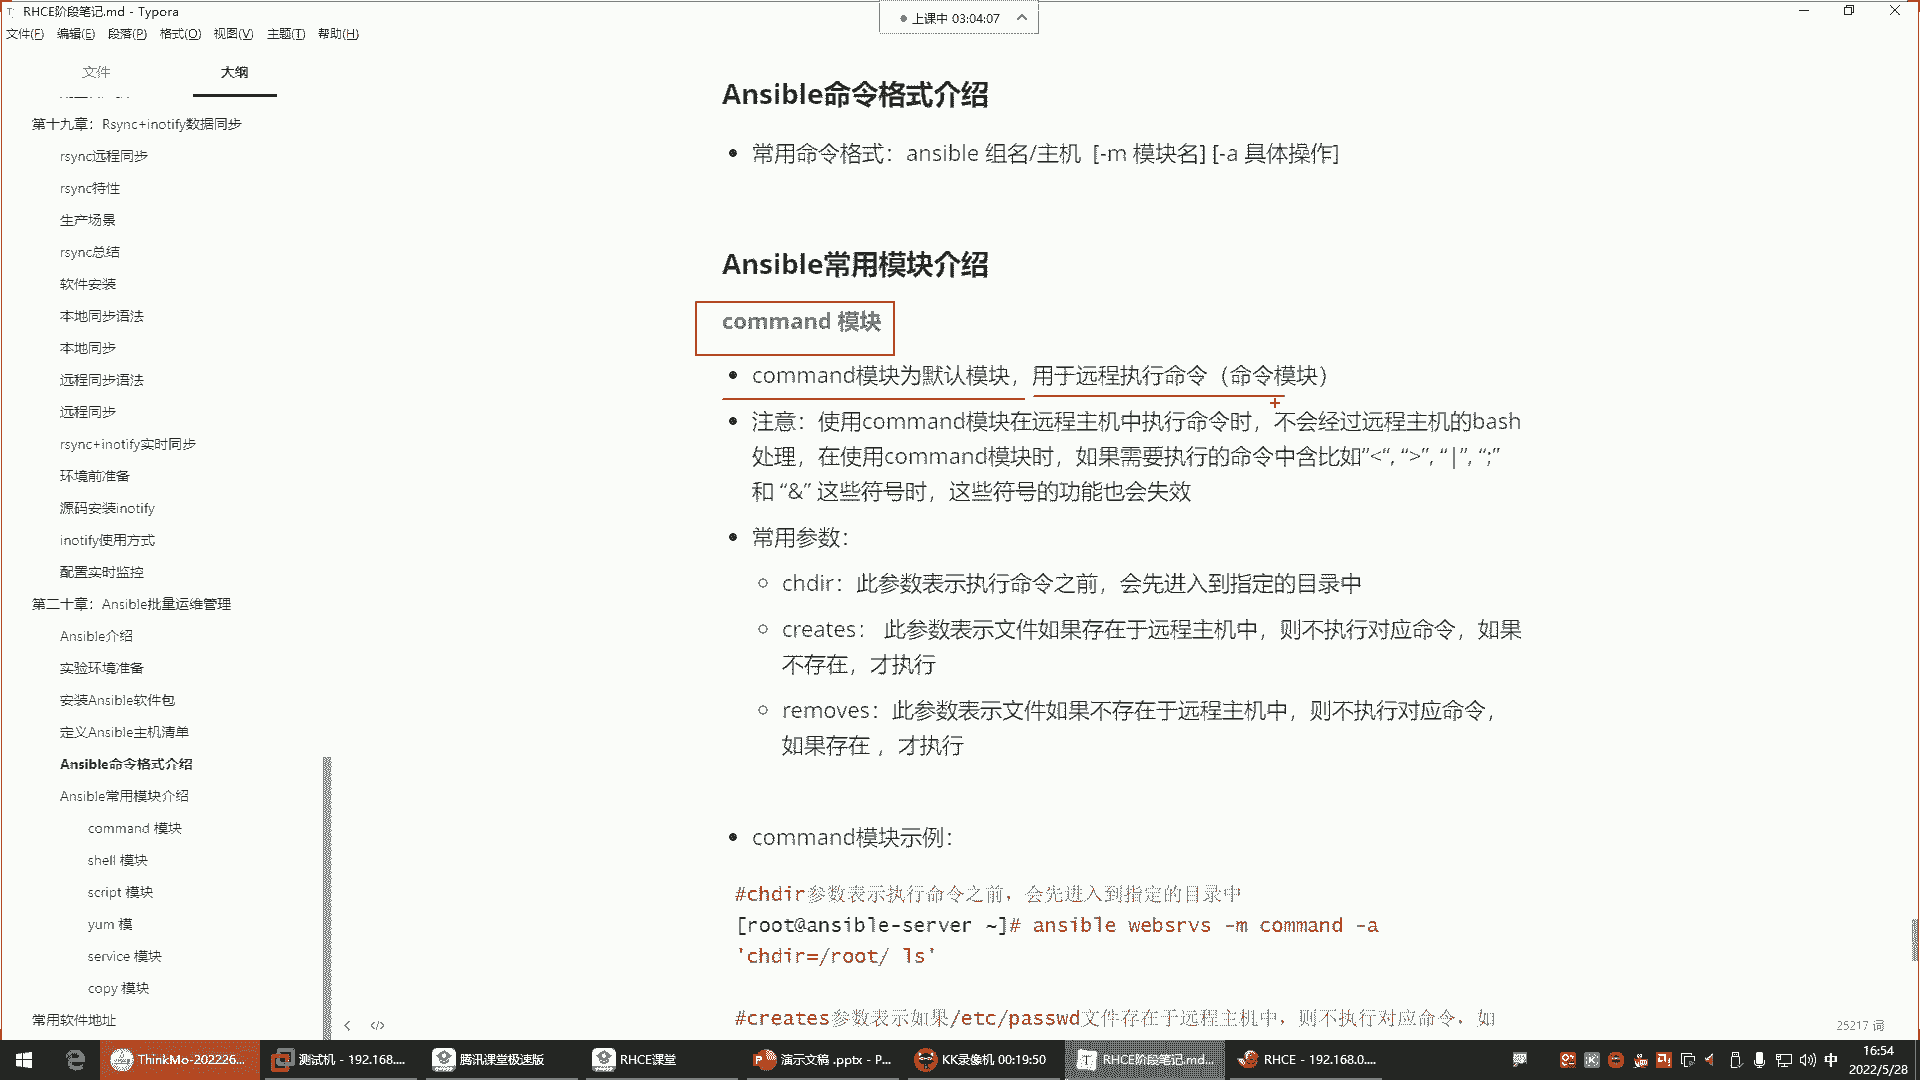 RHCE阶段笔记.md - Typora
上课中 03:04:07
文件(F) 编辑(E) 段落(P) 格式(O) 视图(V) 主题(T) 帮助(H)
文件 大纲
第十九章：Rsync+inotify数据同步
rsync远程同步
rsync特性
生产场景
rsync总结
软件安装
本地同步语法
本地同步
远程同步语法
远程同步
rsync+inotify实时同步
环境前准备
源码安装inotify
inotify使用方式
配置实时监控
第二十章：Ansible批量运维管理
Ansible介绍
实验环境准备
安装Ansible软件包
定义Ansible主机清单
Ansible命令格式介绍
Ansible常用模块介绍
command 模块
shell 模块
script 模块
yum 模
service 模块
copy 模块
常用软件地址
Ansible命令格式介绍
常用命令格式：ansible 组名/主机 [-m 模块名] [-a 具体操作]
Ansible常用模块介绍
command 模块
command模块为默认模块，用于远程执行命令（命令模块）
注意：使用command模块在远程主机中执行命令时，不会经过远程主机的bash
处理，在使用command模块时，如果需要执行的命令中含比如”<“, “>”, “|”, “;”
和 “&” 这些符号时，这些符号的功能也会失效
常用参数：
chdir：此参数表示执行命令之前，会先进入到指定的目录中
creates： 此参数表示文件如果存在于远程主机中，则不执行对应命令，如果
不存在，才执行
removes：此参数表示文件如果不存在于远程主机中，则不执行对应命令，
如果存在 ，才执行
command模块示例：
#chdir参数表示执行命令之前，会先进入到指定的目录中
[root@ansible-server ~]# ansible websrvs -m command -a
'chdir=/root/ ls'
#creates参数表示如果/etc/passwd文件存在于远程主机中，则不执行对应命令，如
25217 词
ThinkMo-202226... 测试机 - 192.168.... 腾讯课堂极速版 RHCE课堂 演示文稿 .pptx - P... KK录像机 00:19:50 RHCE阶段笔记.md... RHCE - 192.168.0.... 中 16:54
2022/5/28